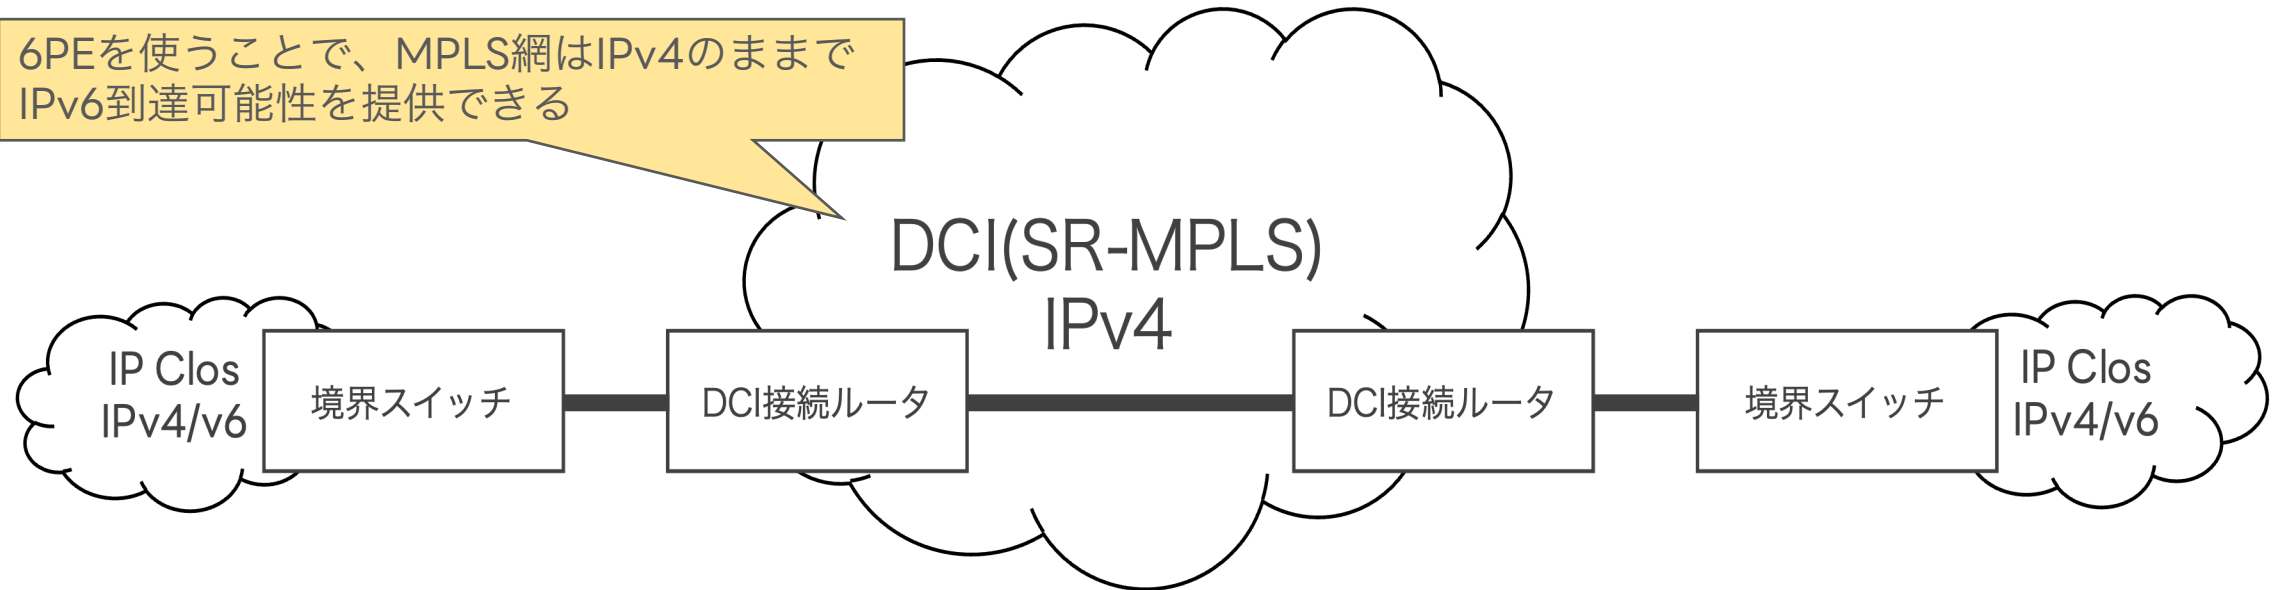 6PEを使うことで、MPLS網はIPv4のままで
IPv6到達可能性を提供できる
DCI(SR-MPLS)
IPv4
IP Clos
IPv4/v6
境界スイッチ
DCI接続ルータ
DCI接続ルータ
境界スイッチ
IP Clos
IPv4/v6